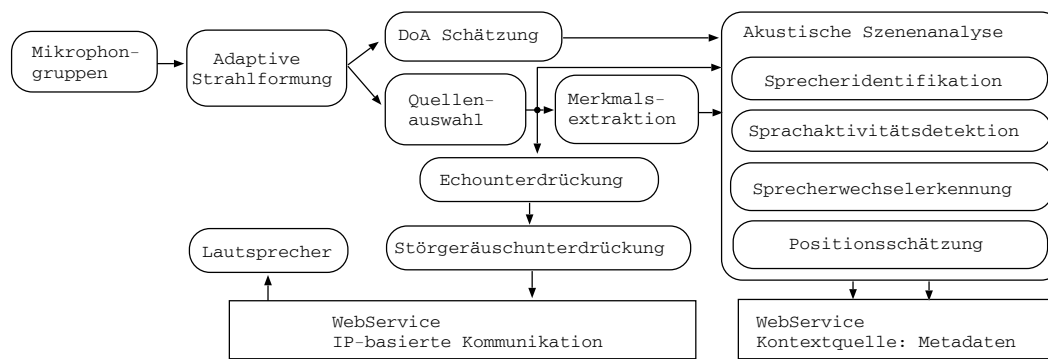 Mikrophon-
gruppen
Adaptive
Strahlformung
DoA Schätzung
Quellen-
auswahl
Merkmals-
extraktion
Echounterdrückung
Störgeräuschunterdrückung
Lautsprecher
WebService
IP-basierte Kommunikation
Akustische Szenenanalyse
Sprecheridentifikation
Sprachaktivitätsdetektion
Sprecherwechselerkennung
Positionsschätzung
WebService
Kontextquelle: Metadaten